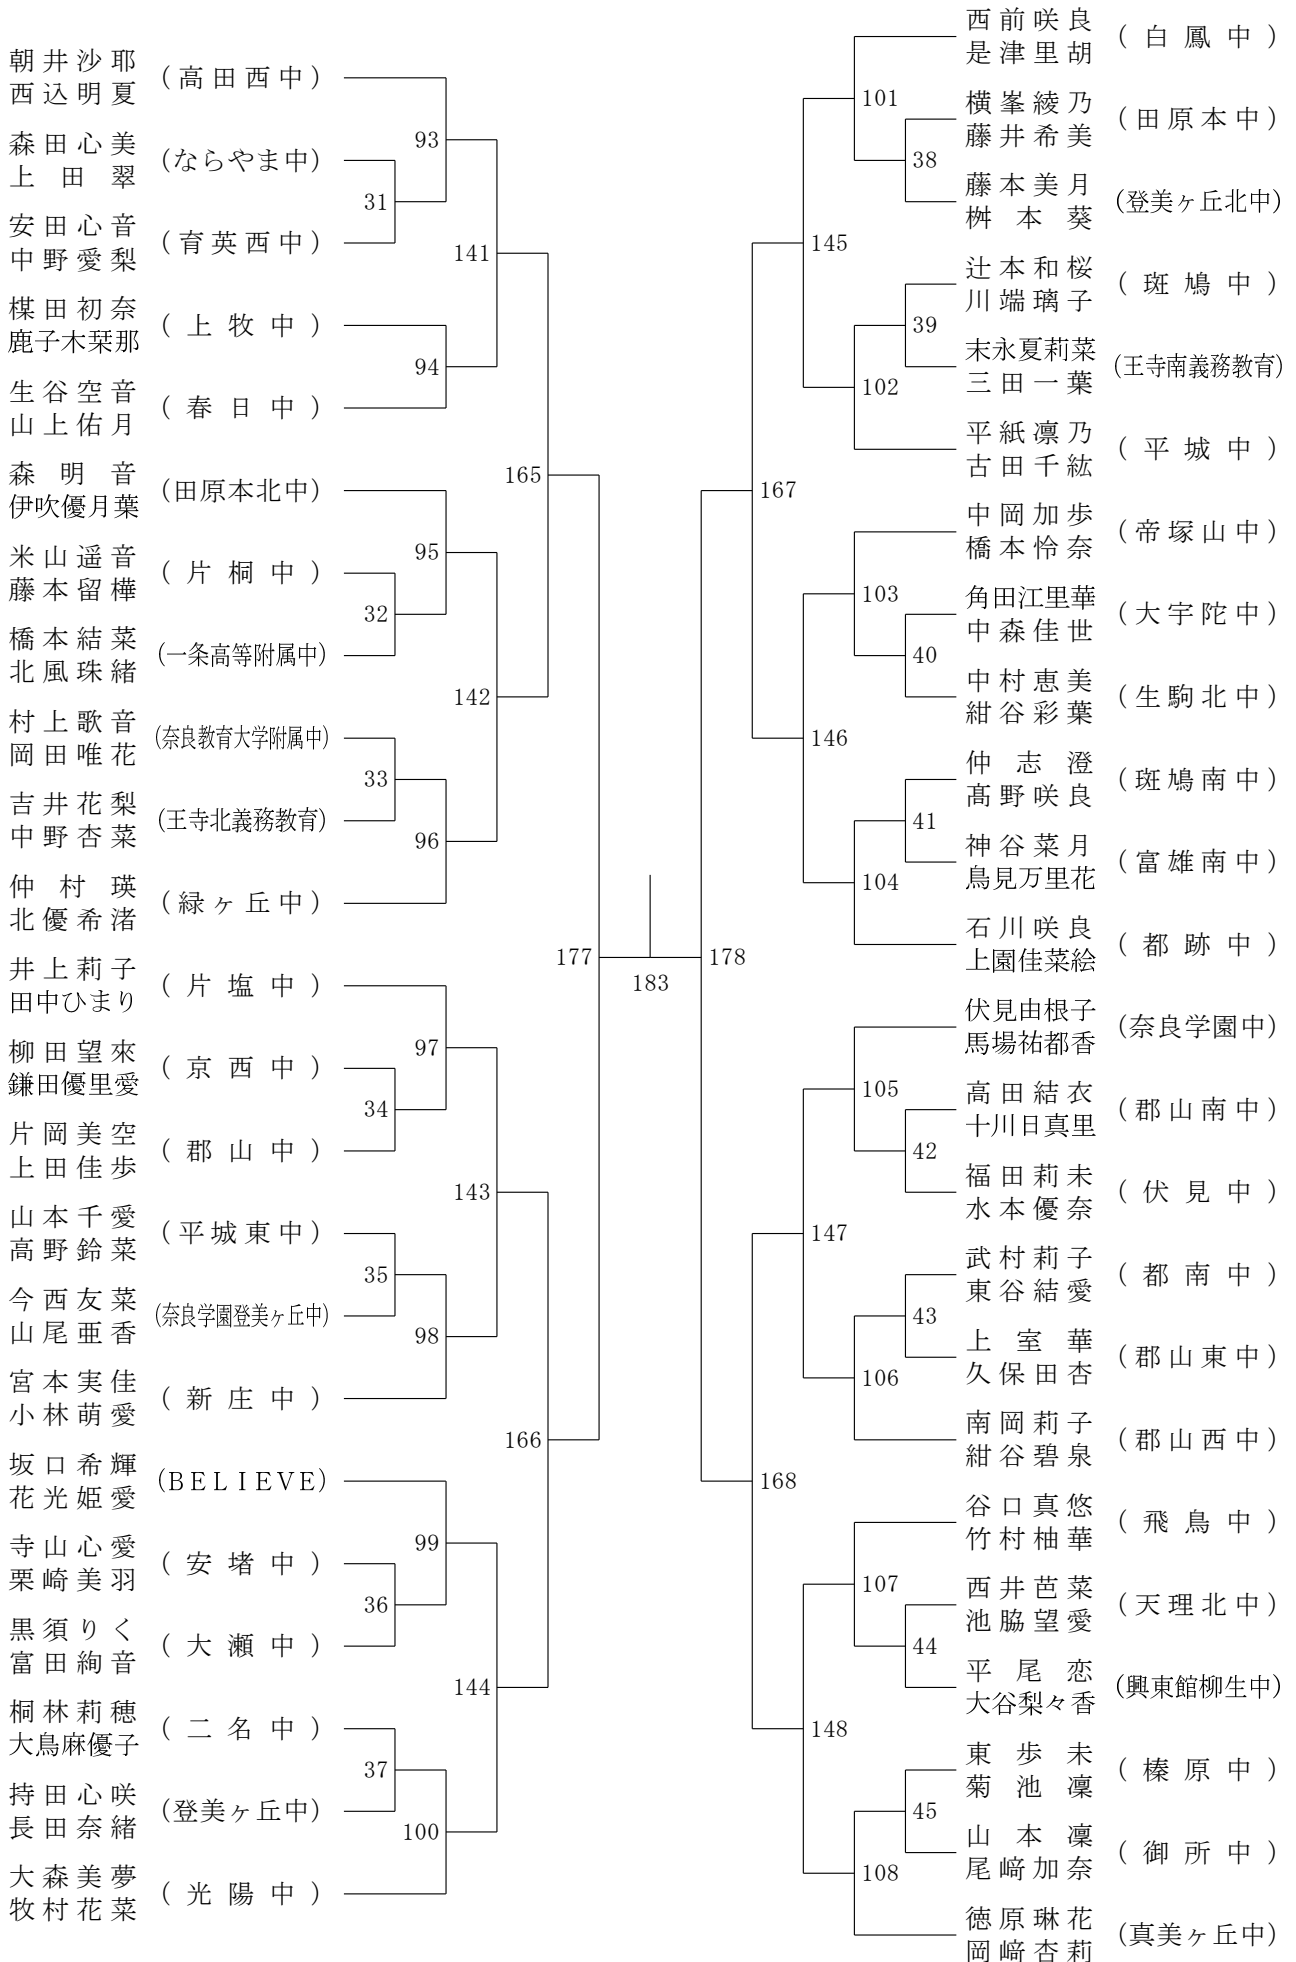 朝井沙耶
西込明夏
(高田西中)
森田心美
上田翠
(ならやま中)
安田心音
中野愛梨
(育英西中)
楳田初奈
鹿子木栞那
(上牧中)
生谷空音
山上佑月
(春日中)
森明音
伊吹優月葉
(田原本北中)
米山遥音
藤本留樺
(片桐中)
橋本結菜
北風珠緒
(一条高等附属中)
村上歌音
岡田唯花
(奈良教育大学附属中)
吉井花梨
中野杏菜
(王寺北義務教育)
仲村瑛
北優希渚
(緑ヶ丘中)
井上莉子
田中ひまり
(片塩中)
柳田望來
鎌田優里愛
(京西中)
片岡美空
上田佳歩
(郡山中)
山本千愛
高野鈴菜
(平城東中)
今西友菜
山尾亜香
(奈良学園登美ヶ丘中)
宮本実佳
小林萌愛
(新庄中)
坂口希輝
花光姫愛
(BELIEVE)
寺山心愛
栗崎美羽
(安堵中)
黒須りく
富田絢音
(大瀬中)
桐林莉穂
大鳥麻優子
(二名中)
持田心咲
長田奈緒
(登美ヶ丘中)
大森美夢
牧村花菜
(光陽中)
31
32
33
34
35
36
37
93
94
95
96
97
98
99
100
141
142
143
144
165
166
177
183
178
167
168
145
146
147
148
101
102
103
104
105
106
107
108
38
39
40
41
42
43
44
45
西前咲良
是津里胡
(白鳳中)
横峯綾乃
藤井希美
(田原本中)
藤本美月
桝本葵
(登美ヶ丘北中)
辻本和桜
川端璃子
(斑鳩中)
末永夏莉菜
三田一葉
(王寺南義務教育)
平紙凛乃
古田千紘
(平城中)
中岡加歩
橋本怜奈
(帝塚山中)
角田江里華
中森佳世
(大宇陀中)
中村恵美
紺谷彩葉
(生駒北中)
仲志澄
髙野咲良
(斑鳩南中)
神谷菜月
鳥見万里花
(富雄南中)
石川咲良
上園佳菜絵
(都跡中)
伏見由根子
馬場祐都香
(奈良学園中)
高田結衣
十川日真里
(郡山南中)
福田莉未
水本優奈
(伏見中)
武村莉子
東谷結愛
(都南中)
上室華
久保田杏
(郡山東中)
南岡莉子
紺谷碧泉
(郡山西中)
谷口真悠
竹村柚華
(飛鳥中)
西井芭菜
池脇望愛
(天理北中)
平尾恋
大谷梨々香
(興東館柳生中)
東歩未
菊池凜
(榛原中)
山本凜
尾﨑加奈
(御所中)
徳原琳花
岡﨑杏莉
(真美ヶ丘中)